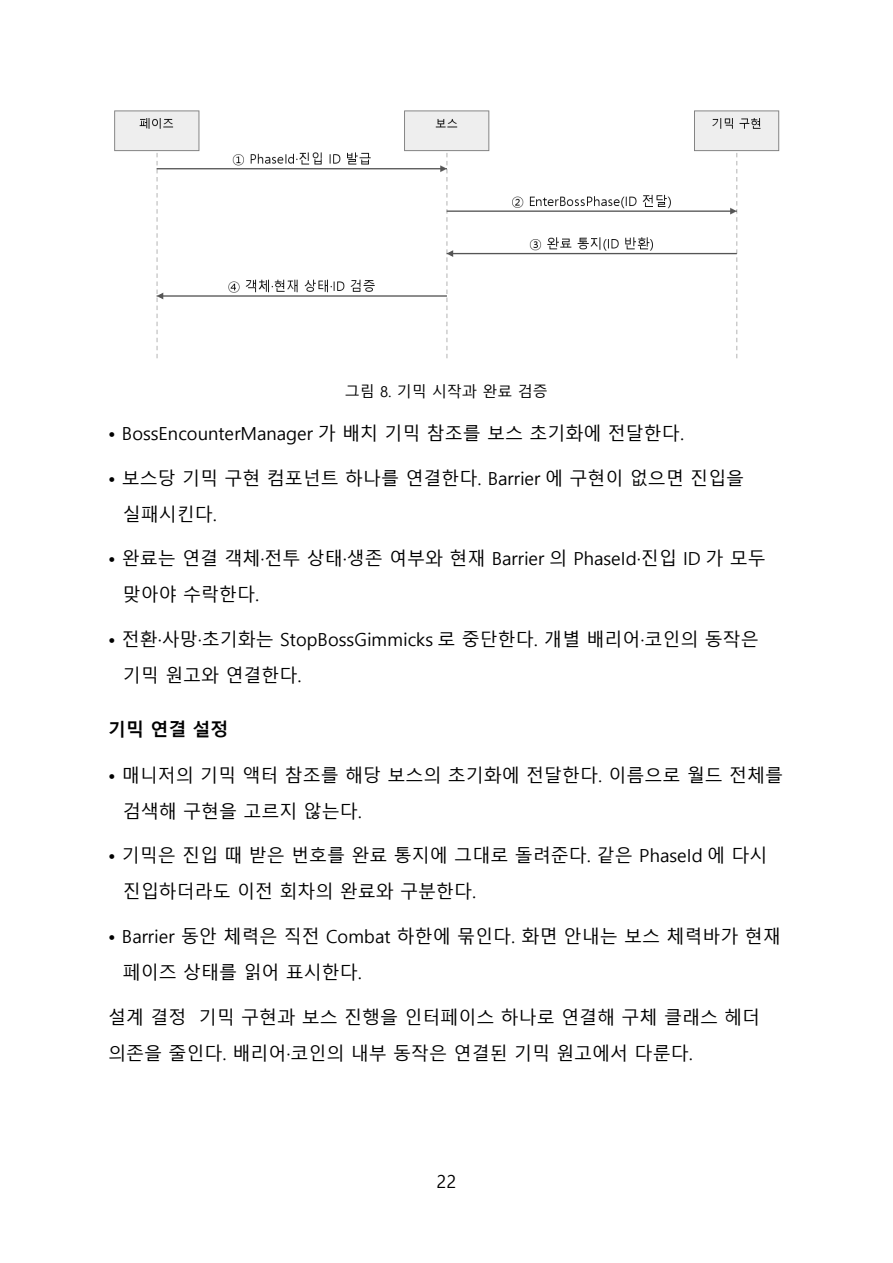 페이즈
보스
기믹 구현
① PhaseId·진입 ID 발급
② EnterBossPhase(ID 전달)
③ 완료 통지(ID 반환)
④ 객체·현재 상태·ID 검증
그림 8. 기믹 시작과 완료 검증
• BossEncounterManager 가 배치 기믹 참조를 보스 초기화에 전달한다.
• 보스당 기믹 구현 컴포넌트 하나를 연결한다. Barrier 에 구현이 없으면 진입을
실패시킨다.
• 완료는 연결 객체·전투 상태·생존 여부와 현재 Barrier 의 PhaseId·진입 ID 가 모두
맞아야 수락한다.
• 전환·사망·초기화는 StopBossGimmicks 로 중단한다. 개별 배리어·코인의 동작은
기믹 원고와 연결한다.
기믹 연결 설정
• 매니저의 기믹 액터 참조를 해당 보스의 초기화에 전달한다. 이름으로 월드 전체를
검색해 구현을 고르지 않는다.
• 기믹은 진입 때 받은 번호를 완료 통지에 그대로 돌려준다. 같은 PhaseId 에 다시
진입하더라도 이전 회차의 완료와 구분한다.
• Barrier 동안 체력은 직전 Combat 하한에 묶인다. 화면 안내는 보스 체력바가 현재
페이즈 상태를 읽어 표시한다.
설계 결정  기믹 구현과 보스 진행을 인터페이스 하나로 연결해 구체 클래스 헤더
의존을 줄인다. 배리어·코인의 내부 동작은 연결된 기믹 원고에서 다룬다.
22